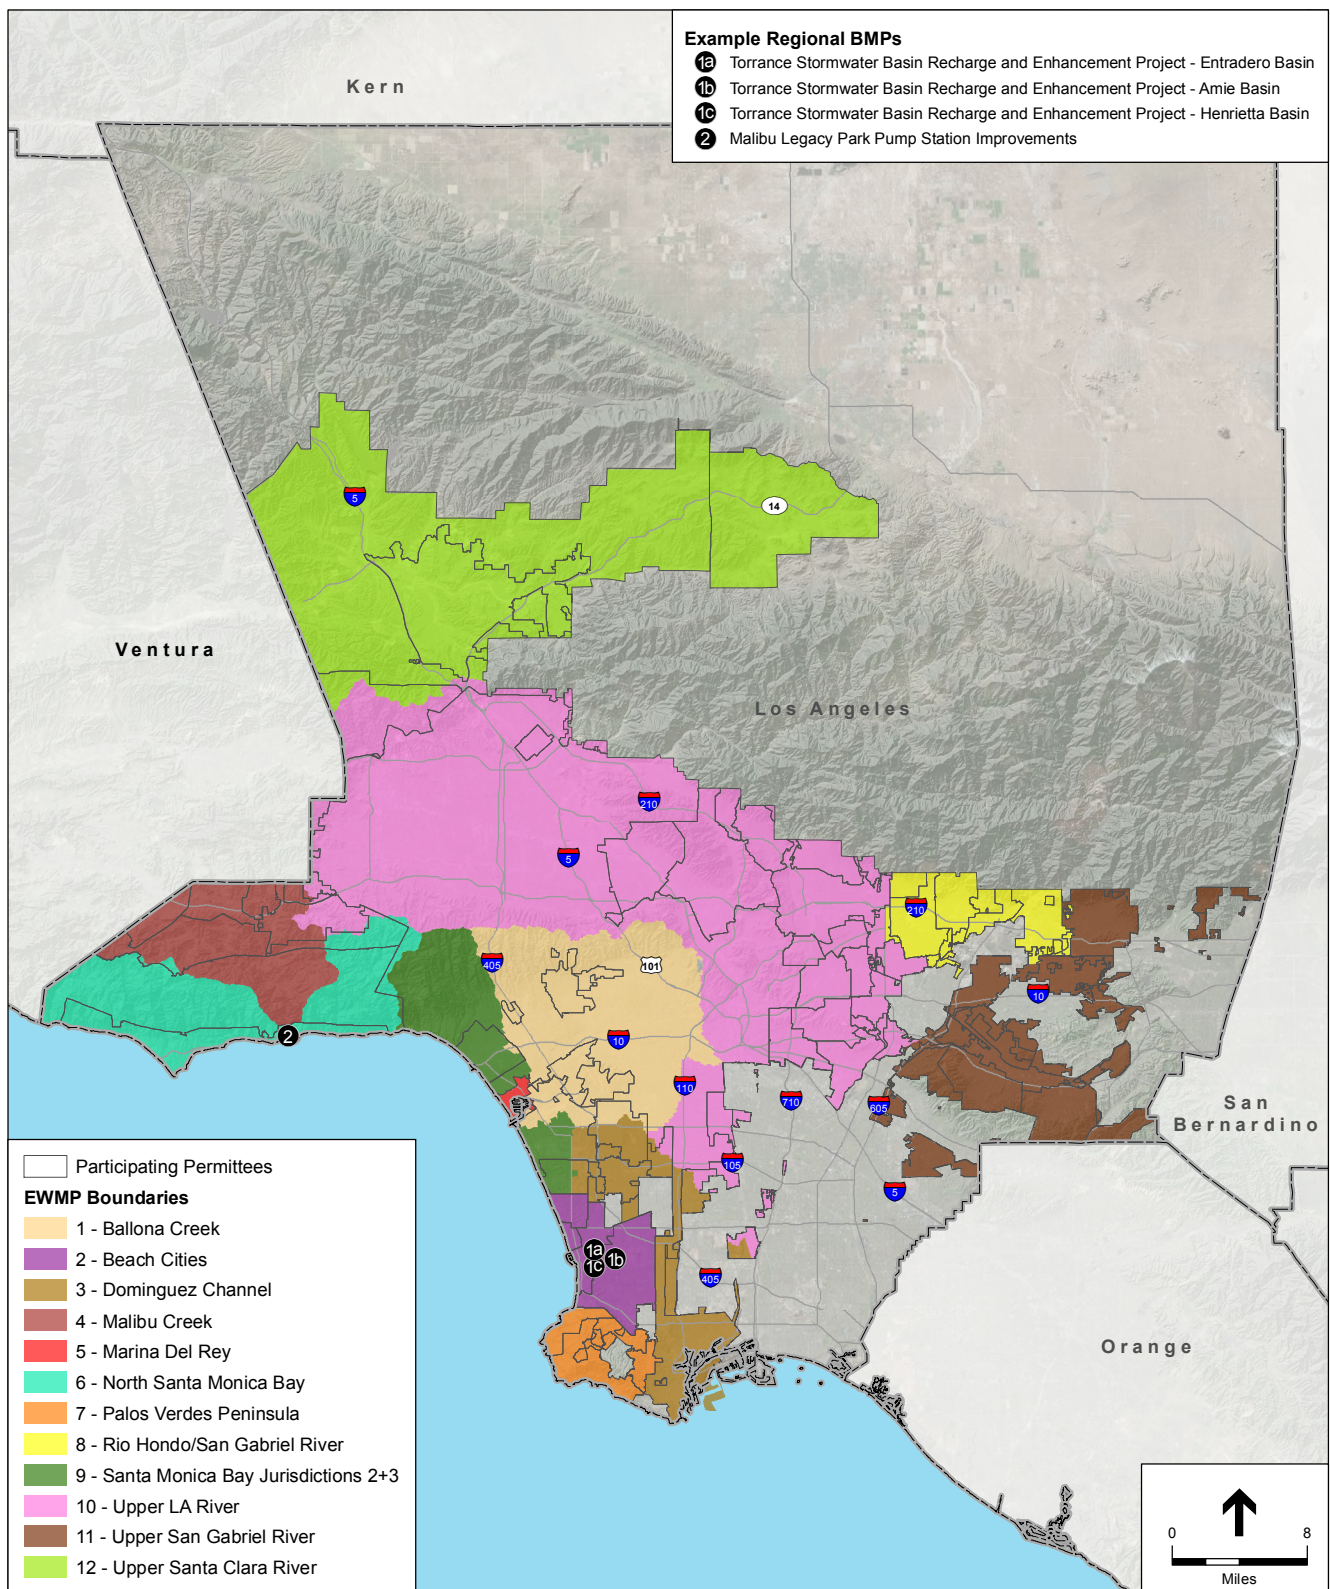 Example Regional BMPs
1a Torrance Stormwater Basin Recharge and Enhancement Project - Entradero Basin
1b Torrance Stormwater Basin Recharge and Enhancement Project - Amie Basin
1c Torrance Stormwater Basin Recharge and Enhancement Project - Henrietta Basin
2 Malibu Legacy Park Pump Station Improvements
Kern
5
14
Ventura
Los Angeles
210
5
210
405
101
10
2
10
110
710
605
San
Bernardino
105
5
1a
1b
1c
405
Orange
Participating Permittees
EWMP Boundaries
1 - Ballona Creek
2 - Beach Cities
3 - Dominguez Channel
4 - Malibu Creek
5 - Marina Del Rey
6 - North Santa Monica Bay
7 - Palos Verdes Peninsula
8 - Rio Hondo/San Gabriel River
9 - Santa Monica Bay Jurisdictions 2+3
10 - Upper LA River
11 - Upper San Gabriel River
12 - Upper Santa Clara River
0 8
Miles